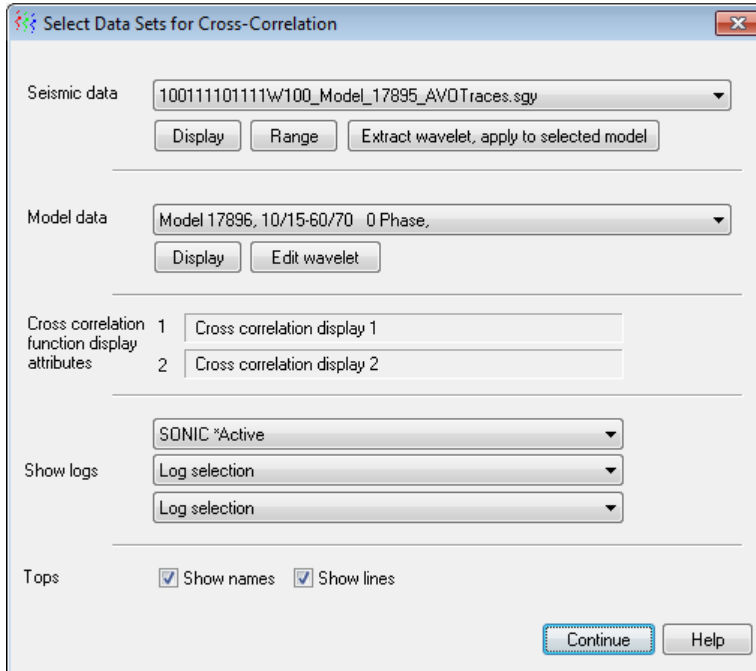 Select Data Sets for Cross-Correlation
Seismic data
100111101111W100_Model_17895_AVOTraces.sgy
Display
Range
Extract wavelet, apply to selected model
Model data
Model 17896, 10/15-60/70   0 Phase,
Display
Edit wavelet
Cross correlation
function display
attributes
1
Cross correlation display 1
2
Cross correlation display 2
Show logs
SONIC *Active
Log selection
Log selection
Tops
Show names
Show lines
Continue
Help